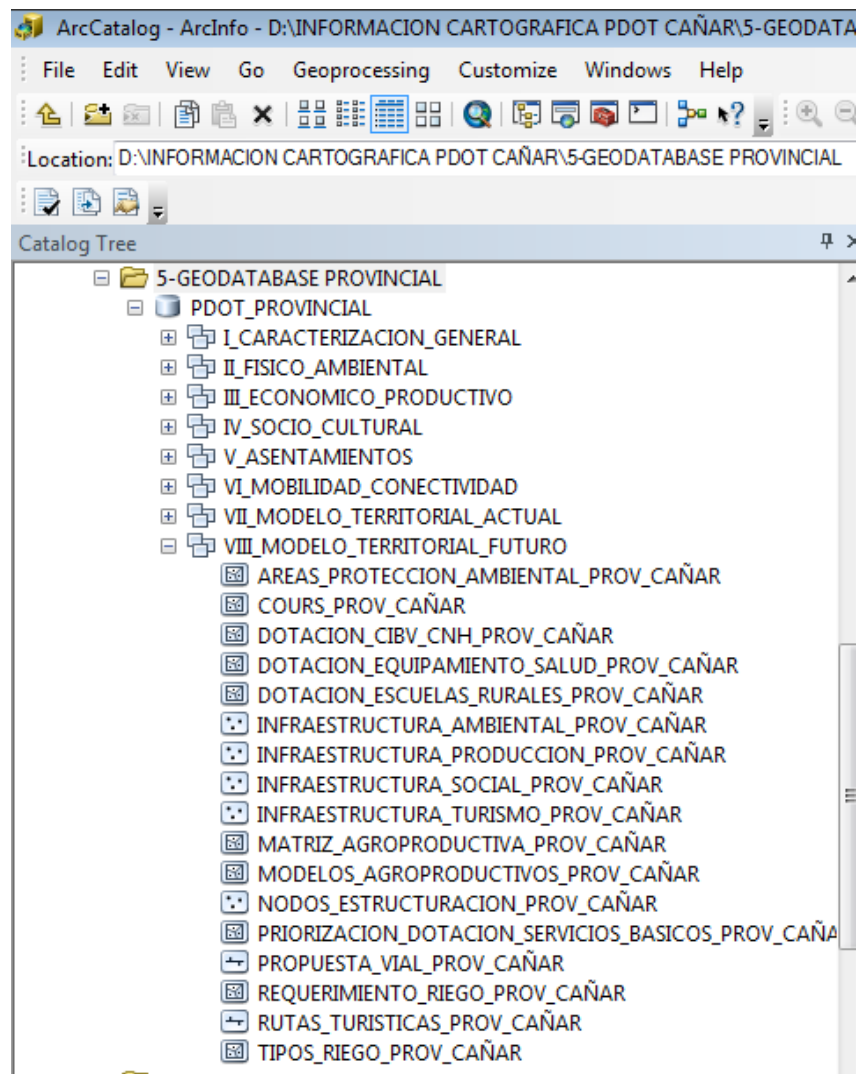 ArcCatalog - ArcInfo - D:\INFORMACION CARTOGRAFICA PDOT CAÑAR\5-GEODATA
File Edit View Go Geoprocessing Customize Windows Help
Location: D:\INFORMACION CARTOGRAFICA PDOT CAÑAR\5-GEODATABASE PROVINCIAL
Catalog Tree
5-GEODATABASE PROVINCIAL
PDOT_PROVINCIAL
I_CARACTERIZACION_GENERAL
II_FISICO_AMBIENTAL
III_ECONOMICO_PRODUCTIVO
IV_SOCIO_CULTURAL
V_ASENTAMIENTOS
VI_MOBILIDAD_CONECTIVIDAD
VII_MODELO_TERRITORIAL_ACTUAL
VIII_MODELO_TERRITORIAL_FUTURO
AREAS_PROTECCION_AMBIENTAL_PROV_CAÑAR
COURS_PROV_CAÑAR
DOTACION_CIBV_CNH_PROV_CAÑAR
DOTACION_EQUIPAMIENTO_SALUD_PROV_CAÑAR
DOTACION_ESCUELAS_RURALES_PROV_CAÑAR
INFRAESTRUCTURA_AMBIENTAL_PROV_CAÑAR
INFRAESTRUCTURA_PRODUCCION_PROV_CAÑAR
INFRAESTRUCTURA_SOCIAL_PROV_CAÑAR
INFRAESTRUCTURA_TURISMO_PROV_CAÑAR
MATRIZ_AGROPRODUCTIVA_PROV_CAÑAR
MODELOS_AGROPRODUCTIVOS_PROV_CAÑAR
NODOS_ESTRUCTURACION_PROV_CAÑAR
PRIORIZACION_DOTACION_SERVICIOS_BASICOS_PROV_CAÑA
PROPUESTA_VIAL_PROV_CAÑAR
REQUERIMIENTO_RIEGO_PROV_CAÑAR
RUTAS_TURISTICAS_PROV_CAÑAR
TIPOS_RIEGO_PROV_CAÑAR